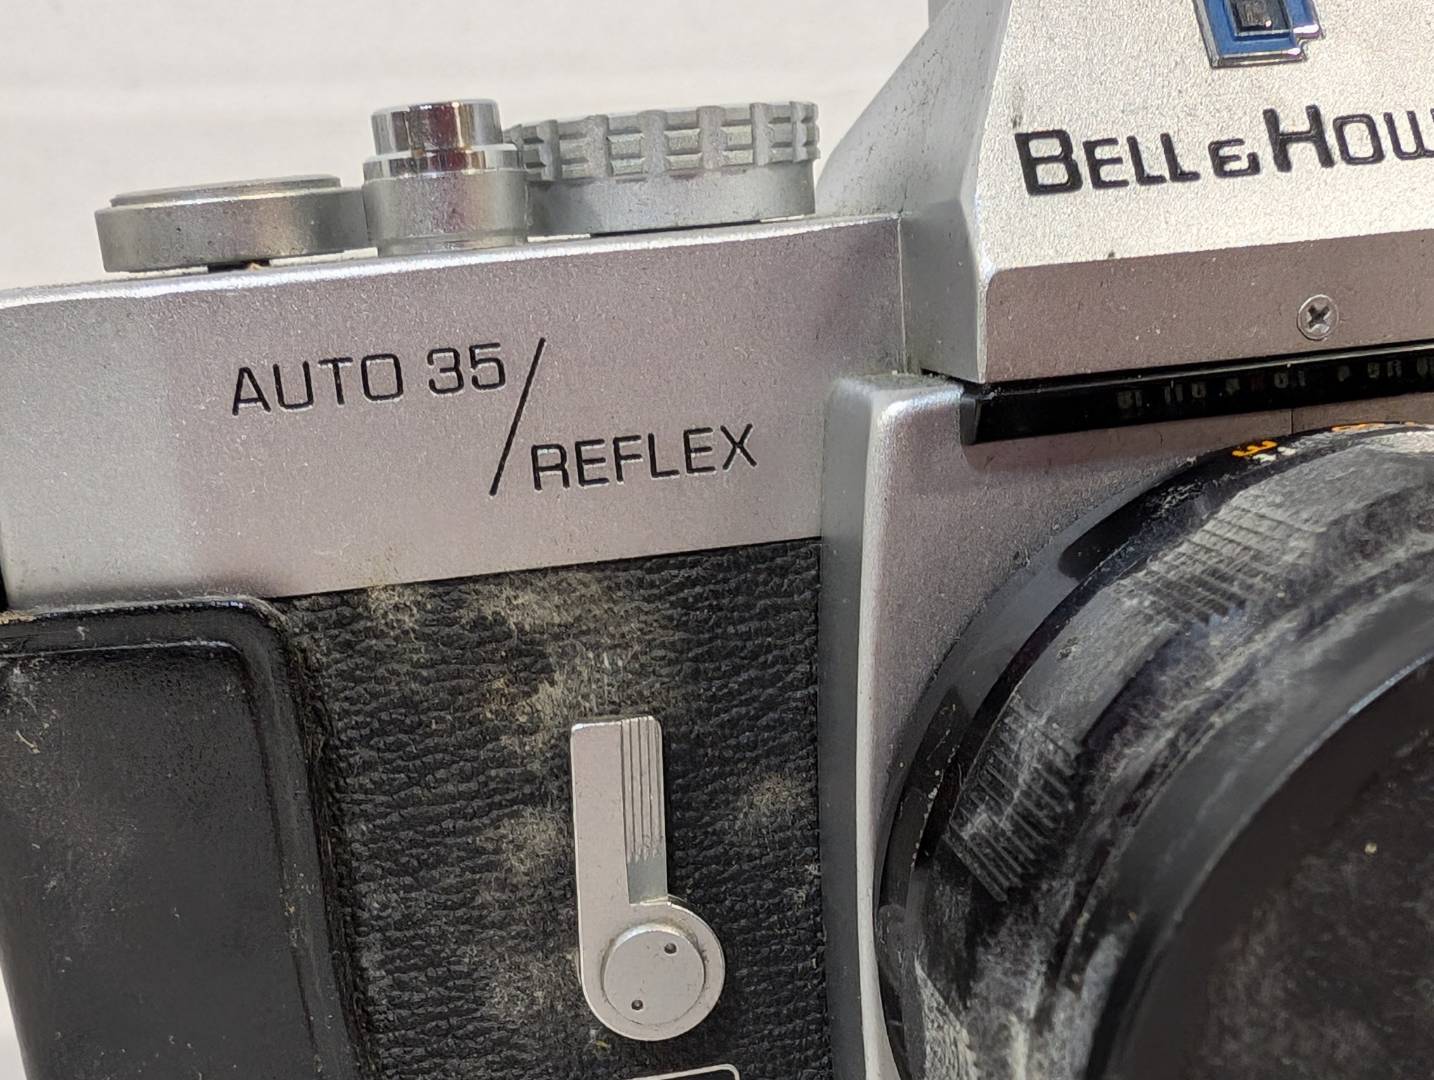 BELL & HOW
AUTO 35/
REFLEX